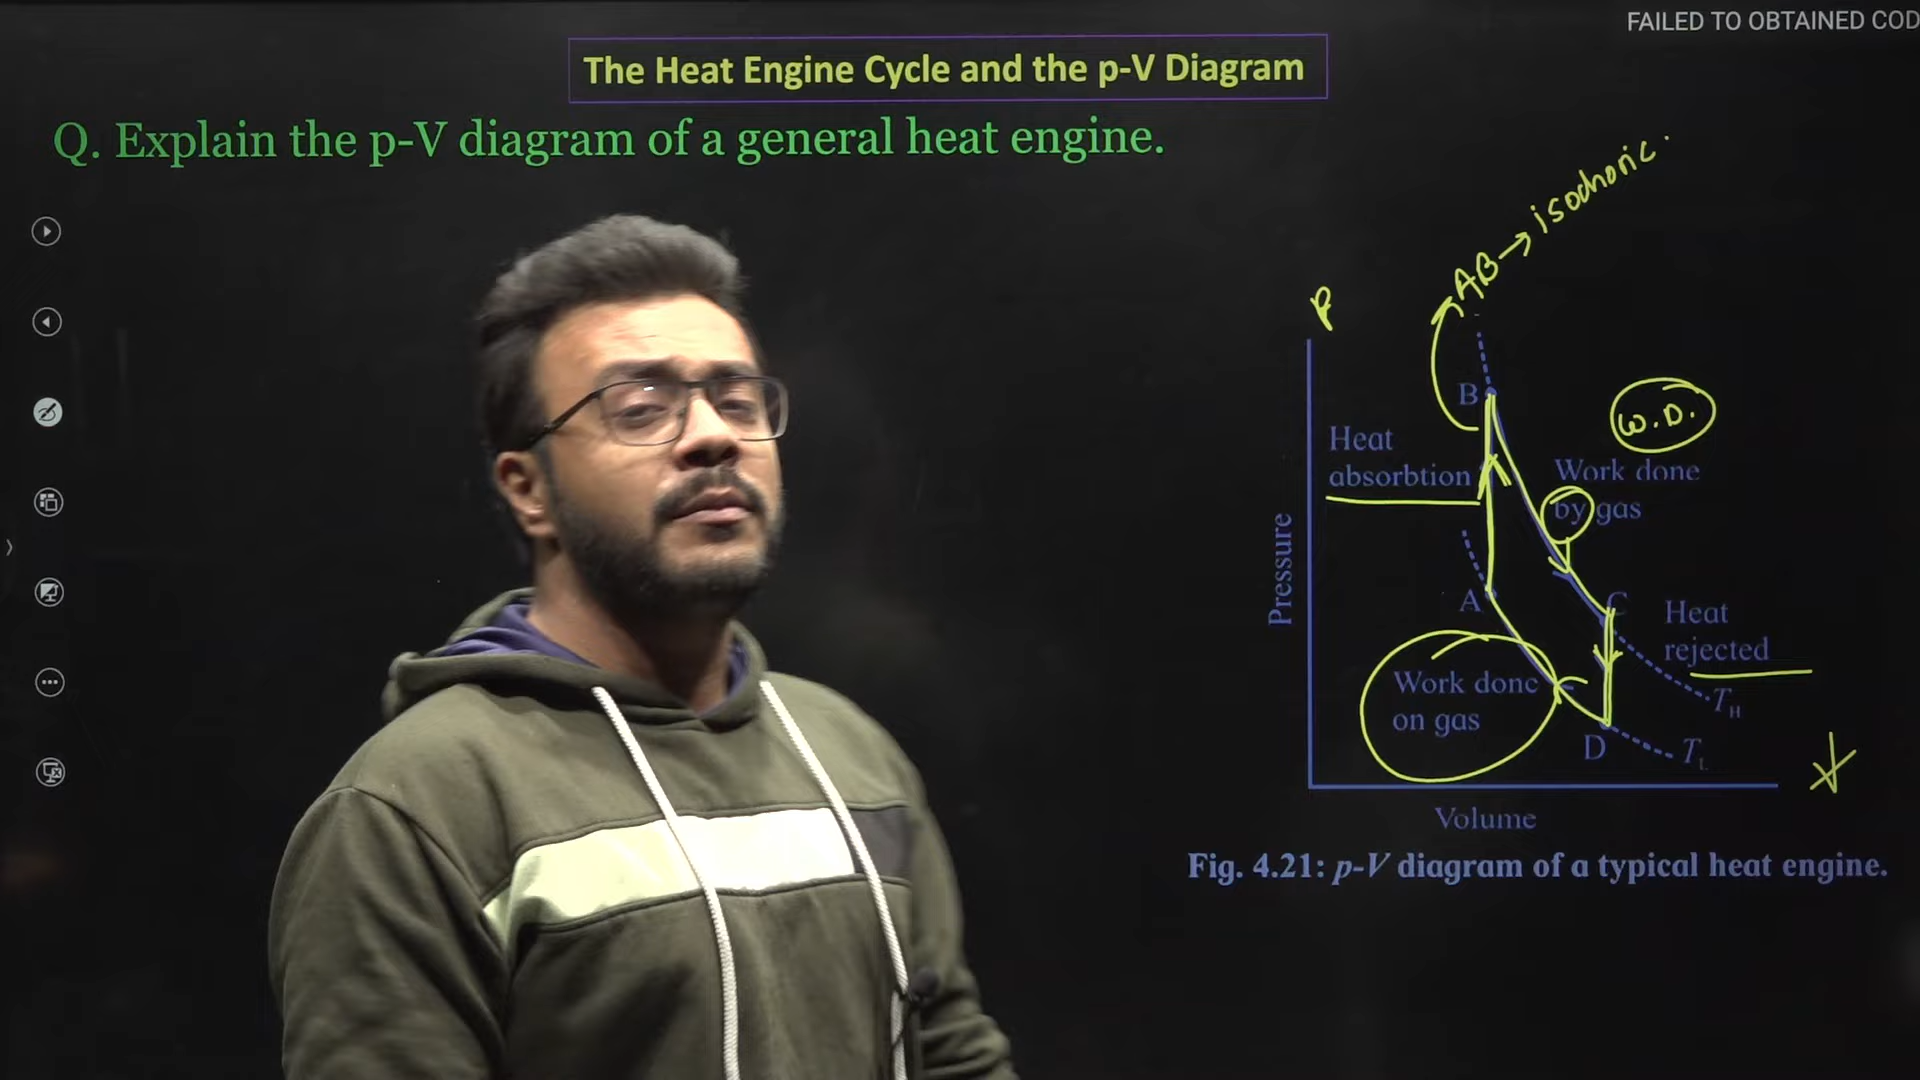 FAILED TO OBTAINED COD
The Heat Engine Cycle and the p-V Diagram
Q. Explain the p-V diagram of a general heat engine.
AB → isochoric.
P
B
W.D.
Heat
absorbtion
Work done
by gas
Pressure
A
C
Heat
rejected
Work done
on gas
T_H
D
T_L
V
Volume
Fig. 4.21: p-V diagram of a typical heat engine.